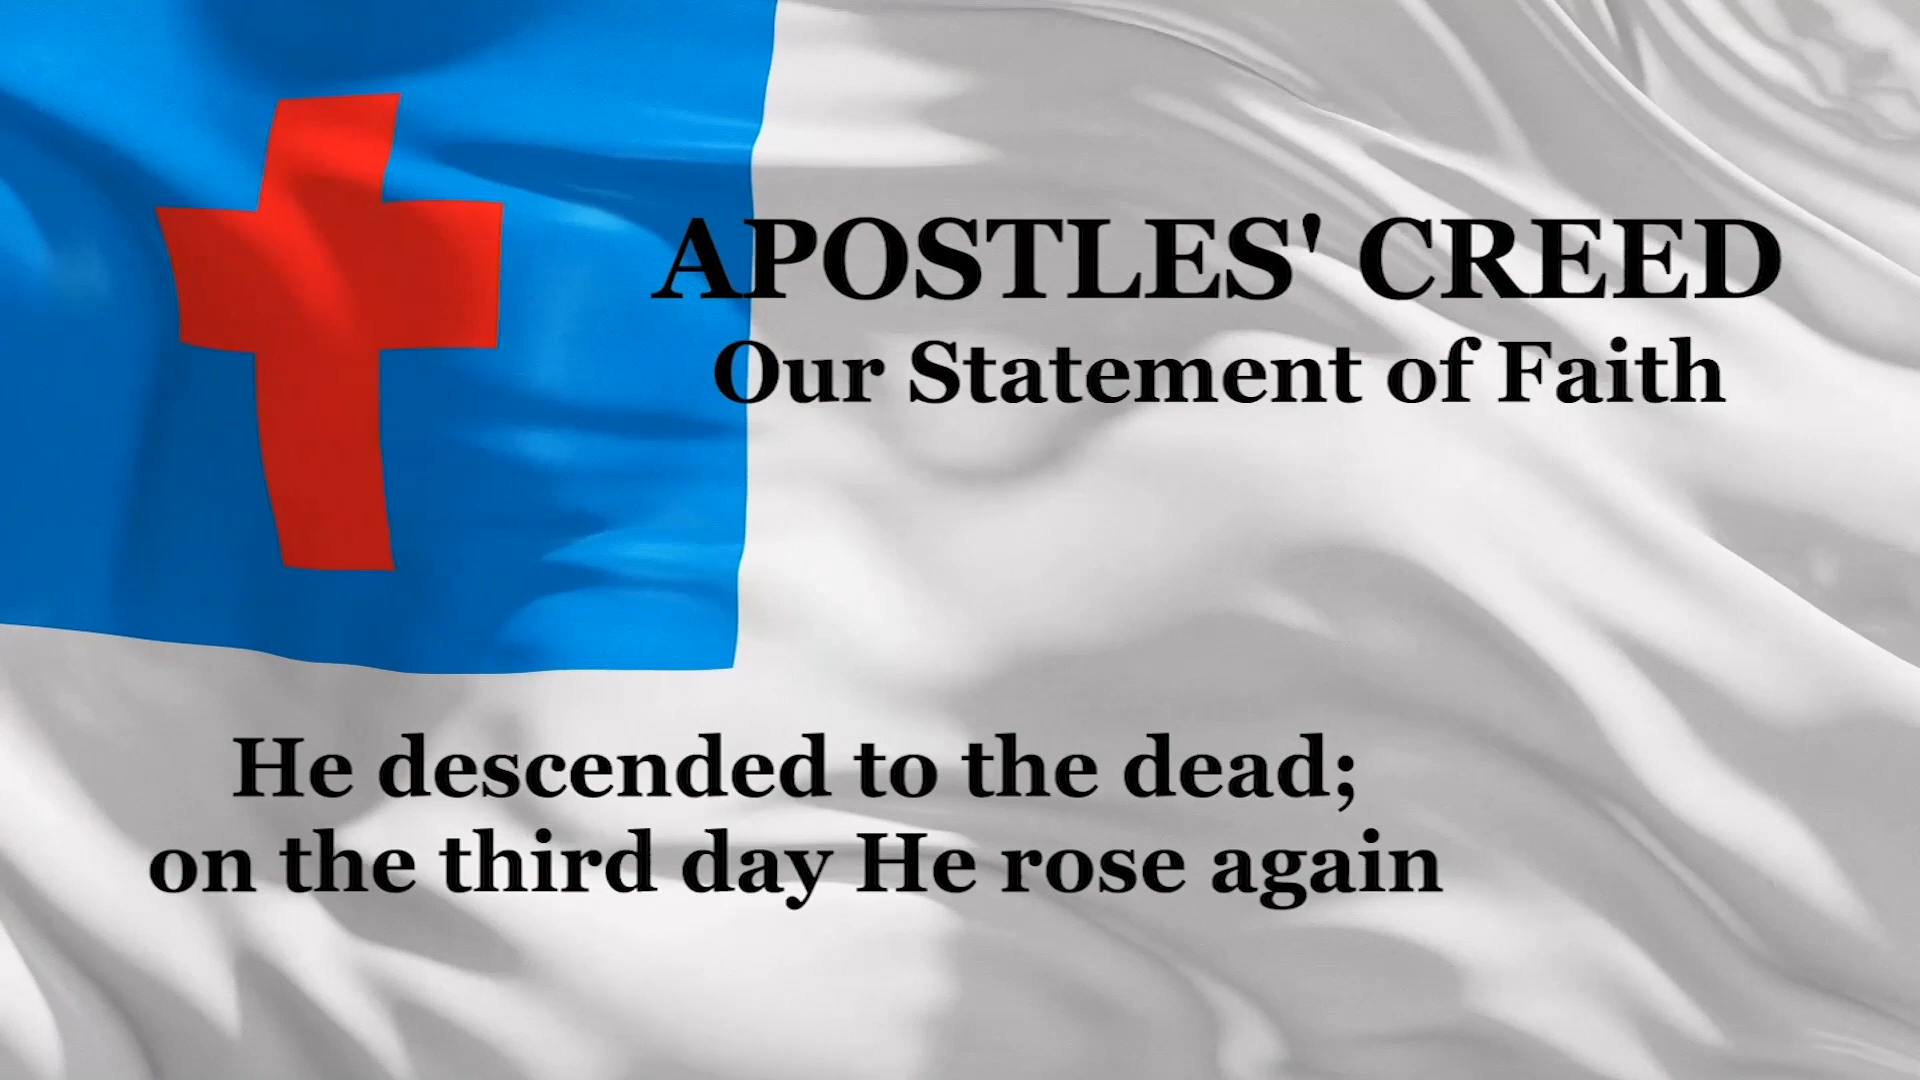 APOSTLES' CREED
Our Statement of Faith
He descended to the dead;
on the third day He rose again